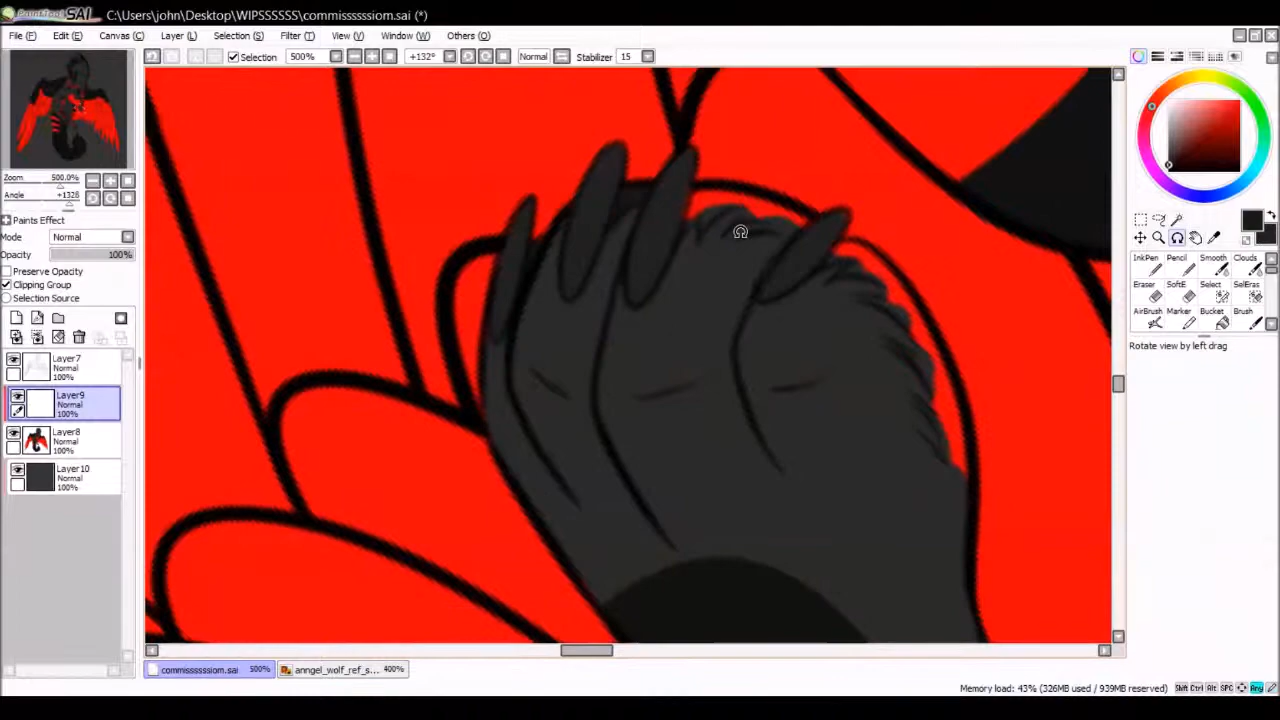 PaintTool SAI C:\Users\john\Desktop\WIPSSSSSS\commissssssiom.sai (*)
File (F) Edit (E) Canvas (C) Layer (L) Selection (S) Filter (T) View (V) Window (W) Others (O)
Selection 500% +132° Normal Stabilizer 15
Zoom 500.0%
Angle +132º
Paints Effect
Mode Normal
Opacity 100%
Preserve Opacity
Clipping Group
Selection Source
Layer7
Normal
100%
Layer9
Normal
100%
Layer8
Normal
100%
Layer10
Normal
100%
InkPen Pencil Smooth Clouds
Eraser SoftE Select SelEras
AirBrush Marker Bucket Brush
Rotate view by left drag
commissssssiom.sai 500% anngel_wolf_ref_s... 400%
Memory load: 43% (326MB used / 939MB reserved) Shift Ctrl Alt SPC Any